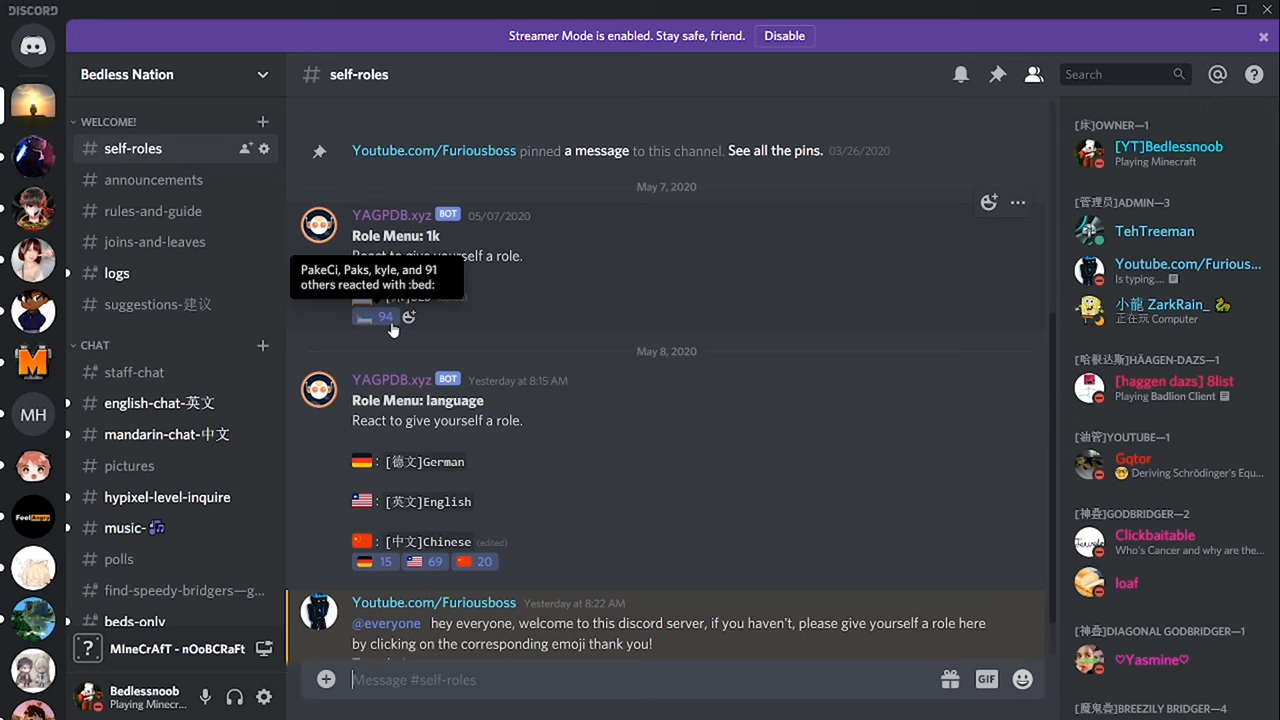 DISCORD
Streamer Mode is enabled. Stay safe, friend.
Disable
Bedless Nation
WELCOME!
self-roles
announcements
rules-and-guide
joins-and-leaves
logs
suggestions-建议
CHAT
staff-chat
english-chat-英文
mandarin-chat-中文
pictures
hypixel-level-inquire
music-🎶
polls
find-speedy-bridgers—g...
beds-only
MIneCrAfT - nOoBCRaFt
Bedlessnoob
Playing Minecr...
MH
FeelAngry
# self-roles
Search
Youtube.com/Furiousboss pinned a message to this channel. See all the pins. 03/26/2020
May 7, 2020
YAGPDB.xyz BOT 05/07/2020
Role Menu: 1k
React to give yourself a role.
PakeCi, Paks, kyle, and 91
others reacted with :bed:
94
May 8, 2020
YAGPDB.xyz BOT Yesterday at 8:15 AM
Role Menu: language
React to give yourself a role.
🇩🇪 : [德文]German
🇱🇷 : [英文]English
🇨🇳 : [中文]Chinese (edited)
15 69 20
Youtube.com/Furiousboss Yesterday at 8:22 AM
@everyone hey everyone, welcome to this discord server, if you haven't, please give yourself a role here
by clicking on the corresponding emoji thank you!
Message #self-roles
GIF
[床]OWNER—1
[YT]Bedlessnoob
Playing Minecraft
[管理员]ADMIN—3
TehTreeman
Youtube.com/Furious...
Is typing...
小龍 ZarkRain_🐉
正在玩 Computer
[哈根达斯]HÄAGEN-DAZS—1
[haggen dazs] 8list
Playing Badlion Client
[油管]YOUTUBE—1
Gqtor
🤓 Deriving Schrödinger's Equ...
GODBRIDGER—2
Clickbaitable
Who's Cancer and why are the...
loaf
DIAGONAL GODBRIDGER—1
♡Yasmine♡
BREEZILY BRIDGER—4